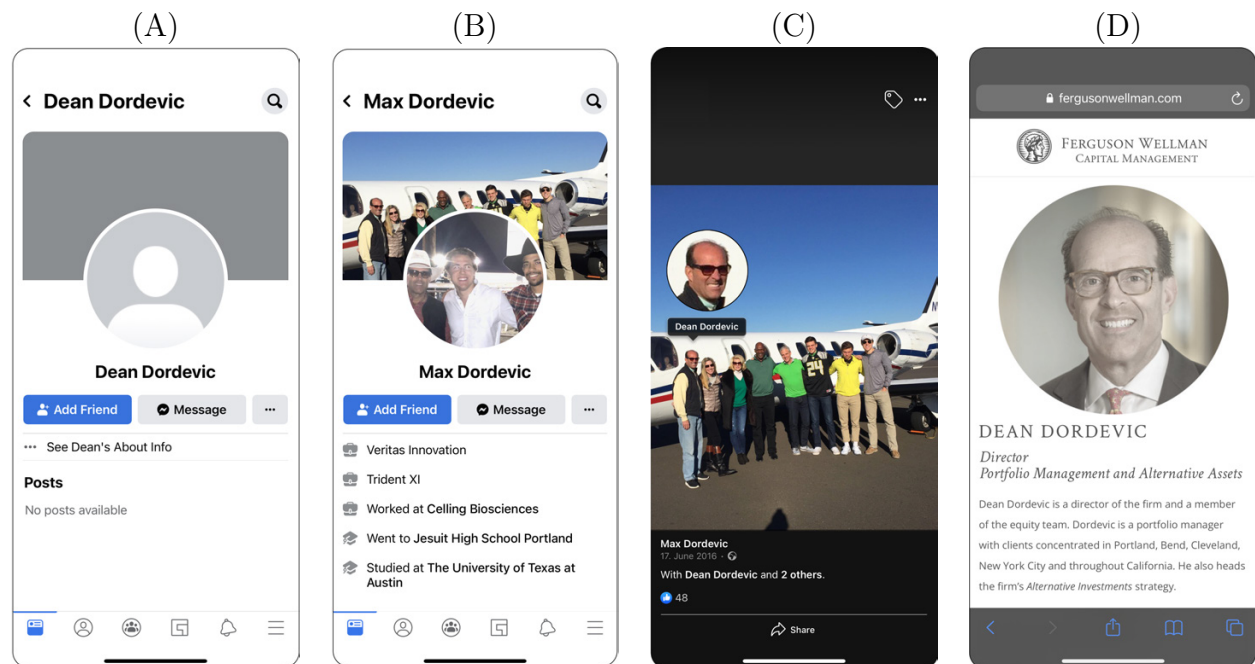 (A)
(B)
(C)
(D)
Dean Dordevic
Dean Dordevic
Add Friend
Message
See Dean's About Info
Posts
No posts available
Max Dordevic
Max Dordevic
Add Friend
Message
Veritas Innovation
Trident XI
Worked at Celling Biosciences
Went to Jesuit High School Portland
Studied at The University of Texas at
Austin
N
Dean Dordevic
24
Max Dordevic
17. June 2016 ·
With Dean Dordevic and 2 others.
48
Share
fergusonwellman.com
FERGUSON WELLMAN
CAPITAL MANAGEMENT
DEAN DORDEVIC
Director
Portfolio Management and Alternative Assets
Dean Dordevic is a director of the firm and a member
of the equity team. Dordevic is a portfolio manager
with clients concentrated in Portland, Bend, Cleveland,
New York City and throughout California. He also heads
the firm's Alternative Investments strategy.